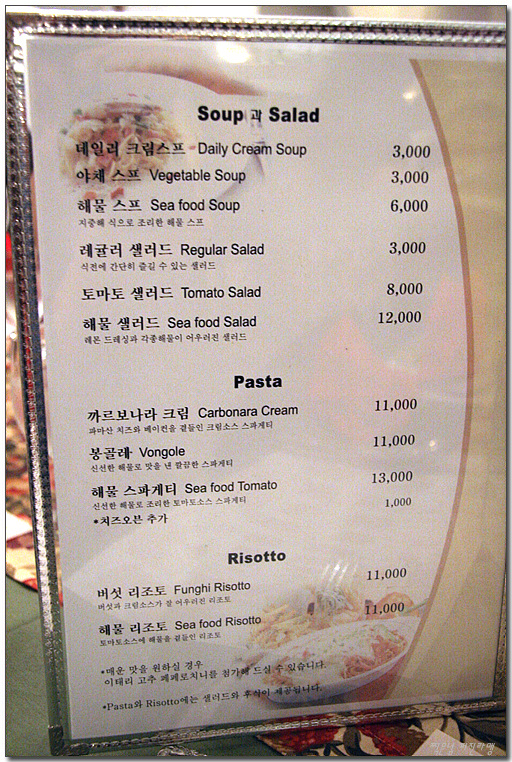 Soup 과 Salad
데일리 크림스프 Daily Cream Soup 3,000
야채 스프 Vegetable Soup 3,000
해물 스프 Sea food Soup 6,000
지중해 식으로 조리한 해물 스프
레귤러 샐러드 Regular Salad 3,000
식전에 간단히 즐길 수 있는 샐러드
토마토 샐러드 Tomato Salad 8,000
해물 샐러드 Sea food Salad 12,000
레몬 드레싱과 각종해물이 어우러진 샐러드
Pasta
까르보나라 크림 Carbonara Cream 11,000
파마산 치즈와 베이컨을 곁들인 크림소스 스파게티
봉골레 Vongole 11,000
신선한 해물로 맛을 낸 깔끔한 스파게티
해물 스파게티 Sea food Tomato 13,000
신선한 해물로 조리한 토마토소스 스파게티
*치즈오븐 추가 1,000
Risotto
버섯 리조토 Funghi Risotto 11,000
버섯과 크림소스가 잘 어우러진 리조토
해물 리조토 Sea food Risotto 11,000
토마토소스에 해물을 곁들인 리조토
*매운 맛을 원하실 경우
이태리 고추 페페로치니를 첨가해 드실 수 있습니다.
*Pasta와 Risotto에는 샐러드와 후식이 제공됩니다.